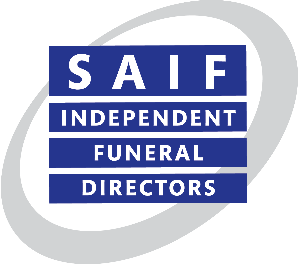 SAIF
INDEPENDENT
FUNERAL
DIRECTORS